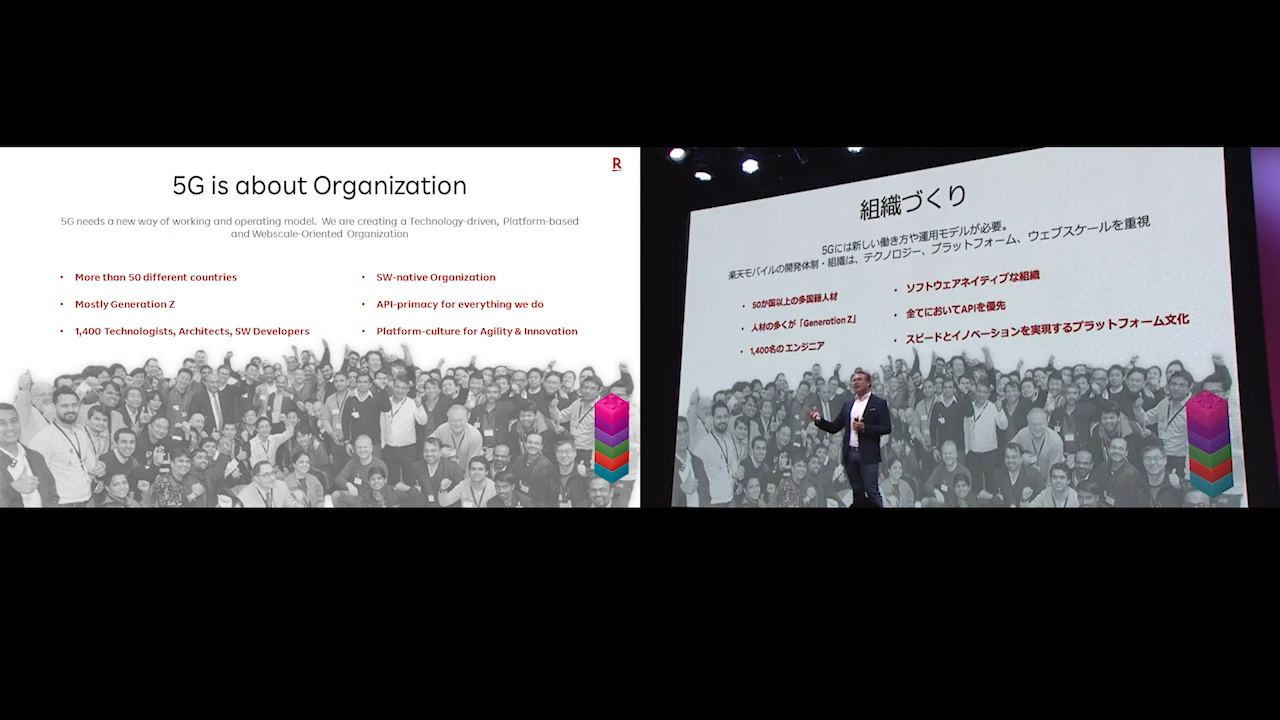 R
5G is about Organization
5G needs a new way of working and operating model. We are creating a Technology-driven, Platform-based
and Webscale-Oriented Organization
• More than 50 different countries
• Mostly Generation Z
• 1,400 Technologists, Architects, SW Developers
• SW-native Organization
• API-primacy for everything we do
• Platform-culture for Agility & Innovation
組織づくり
5Gには新しい働き方や運用モデルが必要。
楽天モバイルの開発体制・組織は、テクノロジー、プラットフォーム、ウェブスケールを重視
• 50か国以上の多国籍人材
• 人材の多くが「Generation Z」
• 1,400名のエンジニア
• ソフトウェアネイティブな組織
• 全てにおいてAPIを優先
• スピードとイノベーションを実現するプラットフォーム文化